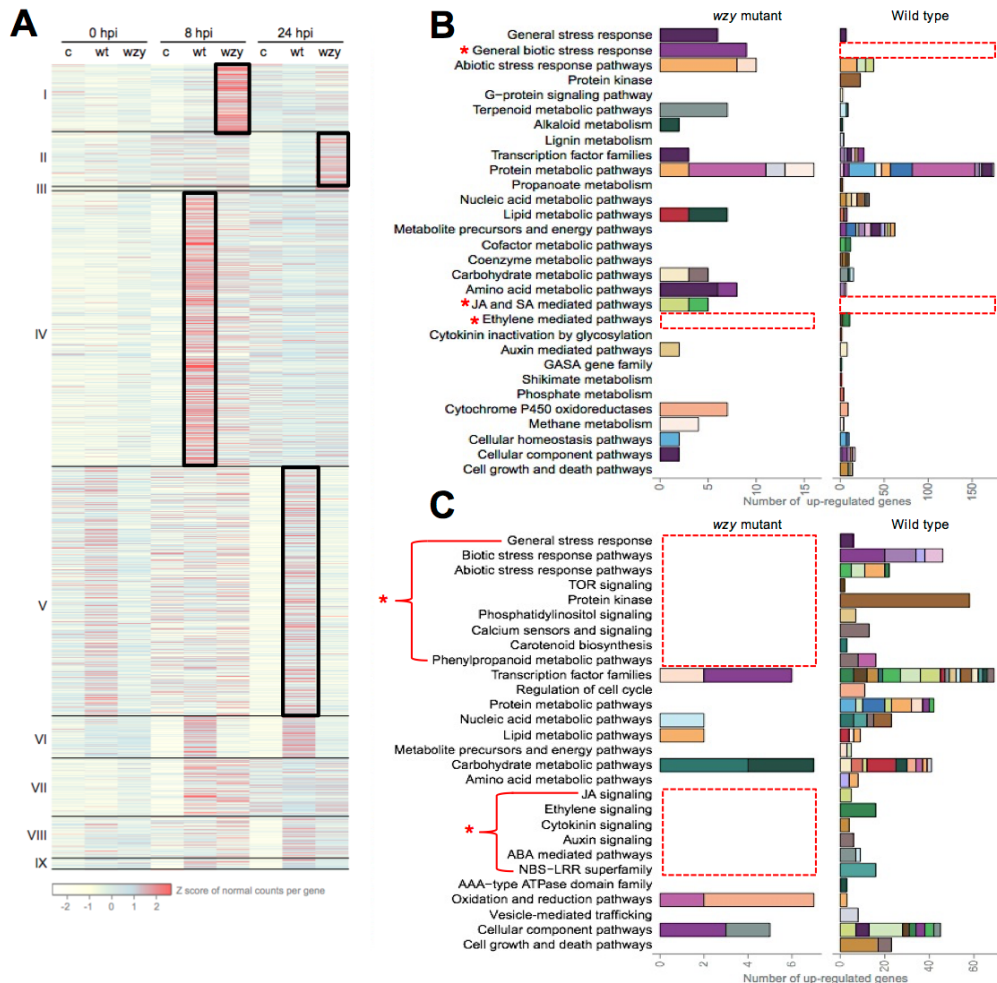 A
0 hpi 8 hpi 24 hpi
c wt wzy c wt wzy c wt wzy
I
II
III
IV
V
VI
VII
VIII
IX
Z score of normal counts per gene
-2 -1 0 1 2
B
wzy mutant Wild type
General stress response
* General biotic stress response
Abiotic stress response pathways
Protein kinase
G−protein signaling pathway
Terpenoid metabolic pathways
Alkaloid metabolism
Lignin metabolism
Transcription factor families
Protein metabolic pathways
Propanoate metabolism
Nucleic acid metabolic pathways
Lipid metabolic pathways
Metabolite precursors and energy pathways
Cofactor metabolic pathways
Coenzyme metabolic pathways
Carbohydrate metabolic pathways
Amino acid metabolic pathways
* JA and SA mediated pathways
* Ethylene mediated pathways
Cytokinin inactivation by glycosylation
Auxin mediated pathways
GASA gene family
Shikimate metabolism
Phosphate metabolism
Cytochrome P450 oxidoreductases
Methane metabolism
Cellular homeostasis pathways
Cellular component pathways
Cell growth and death pathways
0 5 10 15 0 50 100 150
Number of up-regulated genes
C
wzy mutant Wild type
General stress response
Biotic stress response pathways
Abiotic stress response pathways
TOR signaling
* Protein kinase
Phosphatidylinositol signaling
Calcium sensors and signaling
Carotenoid biosynthesis
Phenylpropanoid metabolic pathways
Transcription factor families
Regulation of cell cycle
Protein metabolic pathways
Nucleic acid metabolic pathways
Lipid metabolic pathways
Metabolite precursors and energy pathways
Carbohydrate metabolic pathways
Amino acid metabolic pathways
JA signaling
Ethylene signaling
* Cytokinin signaling
Auxin signaling
ABA mediated pathways
NBS−LRR superfamily
AAA−type ATPase domain family
Oxidation and reduction pathways
Vesicle−mediated trafficking
Cellular component pathways
Cell growth and death pathways
0 2 4 6 0 20 40 60
Number of up-regulated genes